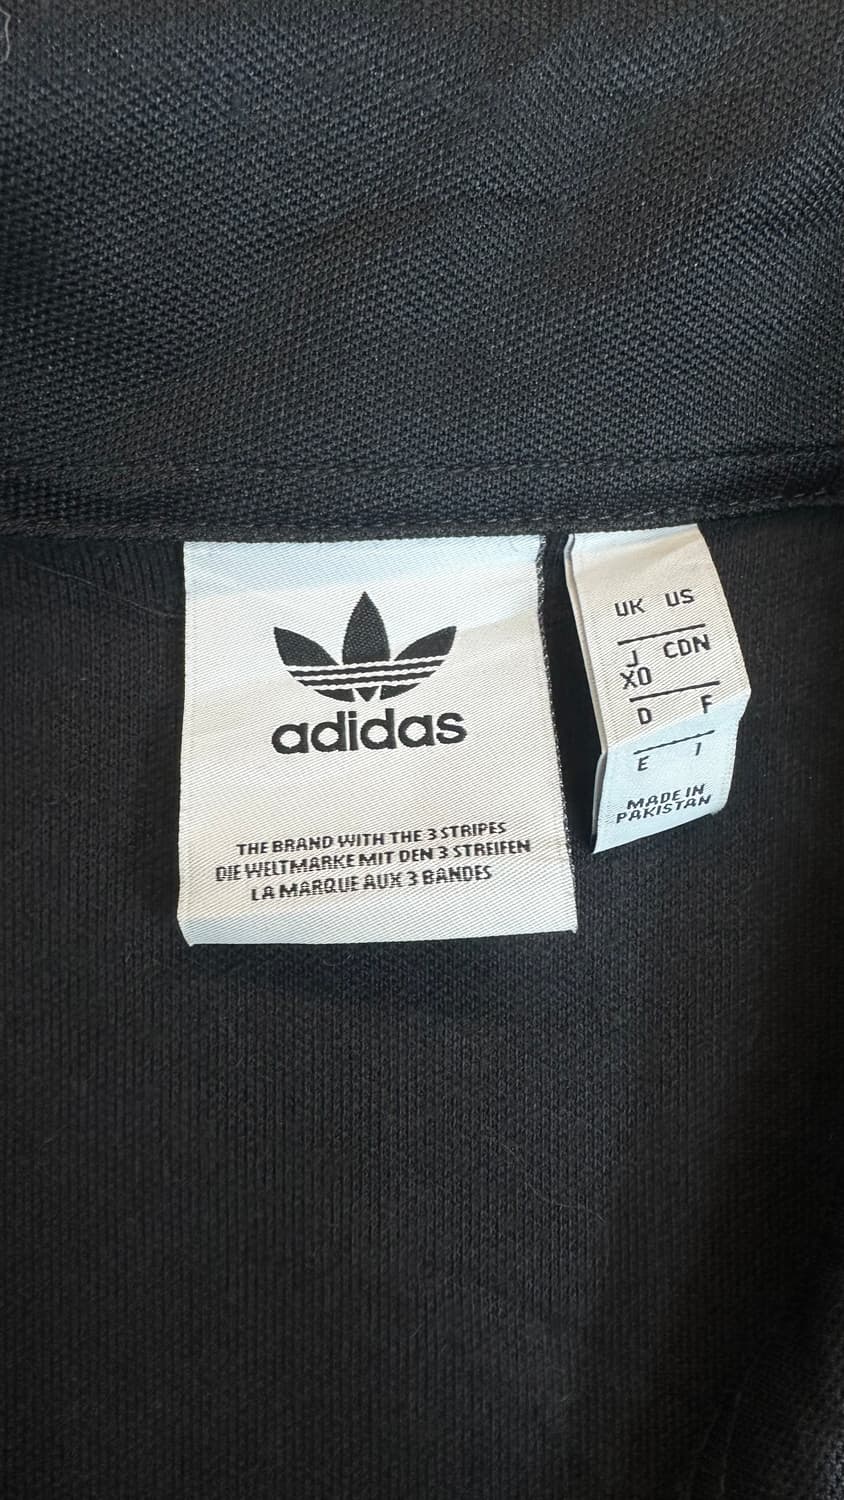 adidas
THE BRAND WITH THE 3 STRIPES
DIE WELTMARKE MIT DEN 3 STREIFEN
LA MARQUE AUX 3 BANDES
UK US
J CDN
XO
D F
E I
MADE IN
PAKISTAN